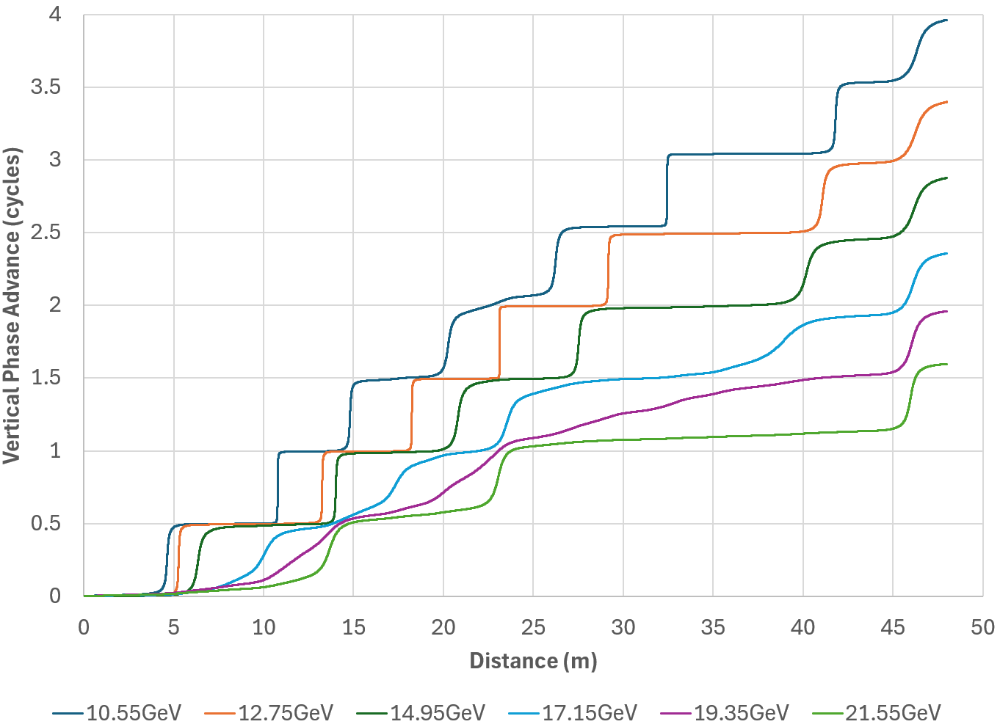 Vertical Phase Advance (cycles)
4
3.5
3
2.5
2
1.5
1
0.5
0
0 5 10 15 20 25 30 35 40 45 50
Distance (m)
10.55GeV 12.75GeV 14.95GeV 17.15GeV 19.35GeV 21.55GeV